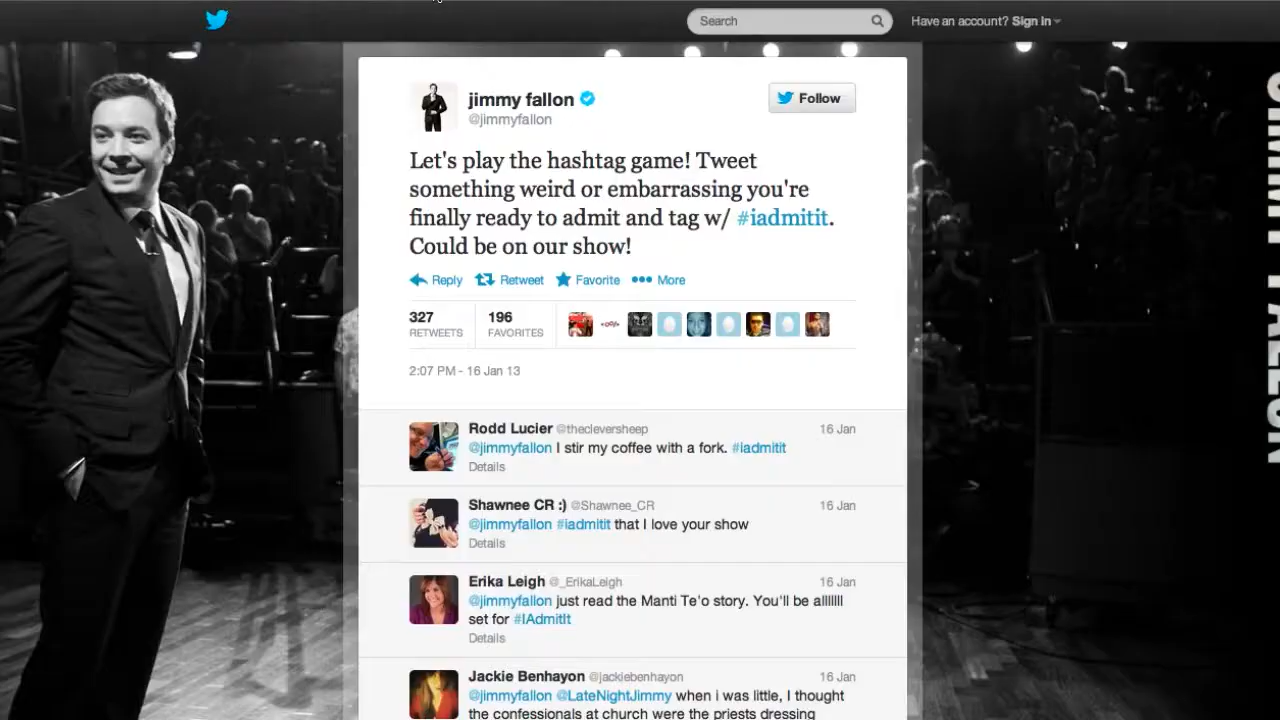 Search
Have an account? Sign in
jimmy fallon
@jimmyfallon
Follow
Let's play the hashtag game! Tweet
something weird or embarrassing you're
finally ready to admit and tag w/ #iadmitit.
Could be on our show!
Reply Retweet Favorite More
327 RETWEETS
196 FAVORITES
2:07 PM - 16 Jan 13
Rodd Lucier @thecleversheep 16 Jan
@jimmyfallon I stir my coffee with a fork. #iadmitit
Details
Shawnee CR :) @Shawnee_CR 16 Jan
@jimmyfallon #iadmitit that I love your show
Details
Erika Leigh @_ErikaLeigh 16 Jan
@jimmyfallon just read the Manti Te'o story. You'll be alllllll
set for #IAdmitIt
Details
Jackie Benhayon @jackiebenhayon 16 Jan
@jimmyfallon @LateNightJimmy when i was little, I thought
the confessionals at church were the priests dressing
JIMMY FALLON